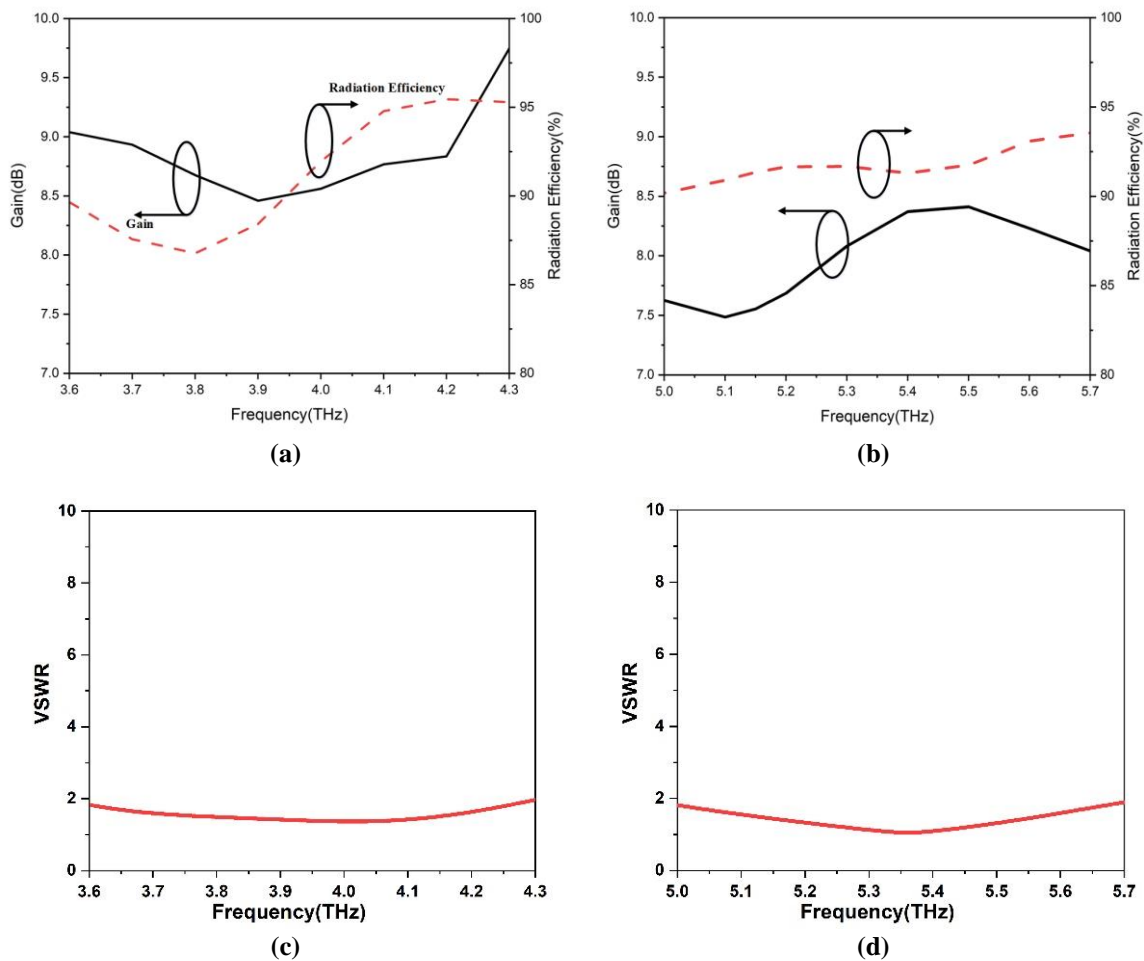 10.0
9.5
9.0
8.5
8.0
7.5
7.0
Gain(dB)
100
95
90
85
80
Radiation Efficiency(%)
Radiation Efficiency
Gain
3.6 3.7 3.8 3.9 4.0 4.1 4.2 4.3
Frequency(THz)
(a)
10.0
9.5
9.0
8.5
8.0
7.5
7.0
Gain(dB)
100
95
90
85
80
Radiation Efficiency(%)
5.0 5.1 5.2 5.3 5.4 5.5 5.7
Frequency(THz)
(b)
10
8
6
4
2
0
VSWR
3.6 3.7 3.8 3.9 4.0 4.1 4.2 4.3
Frequency(THz)
(c)
10
8
6
4
2
0
VSWR
5.0 5.1 5.2 5.3 5.4 5.5 5.6 5.7
Frequency(THz)
(d)